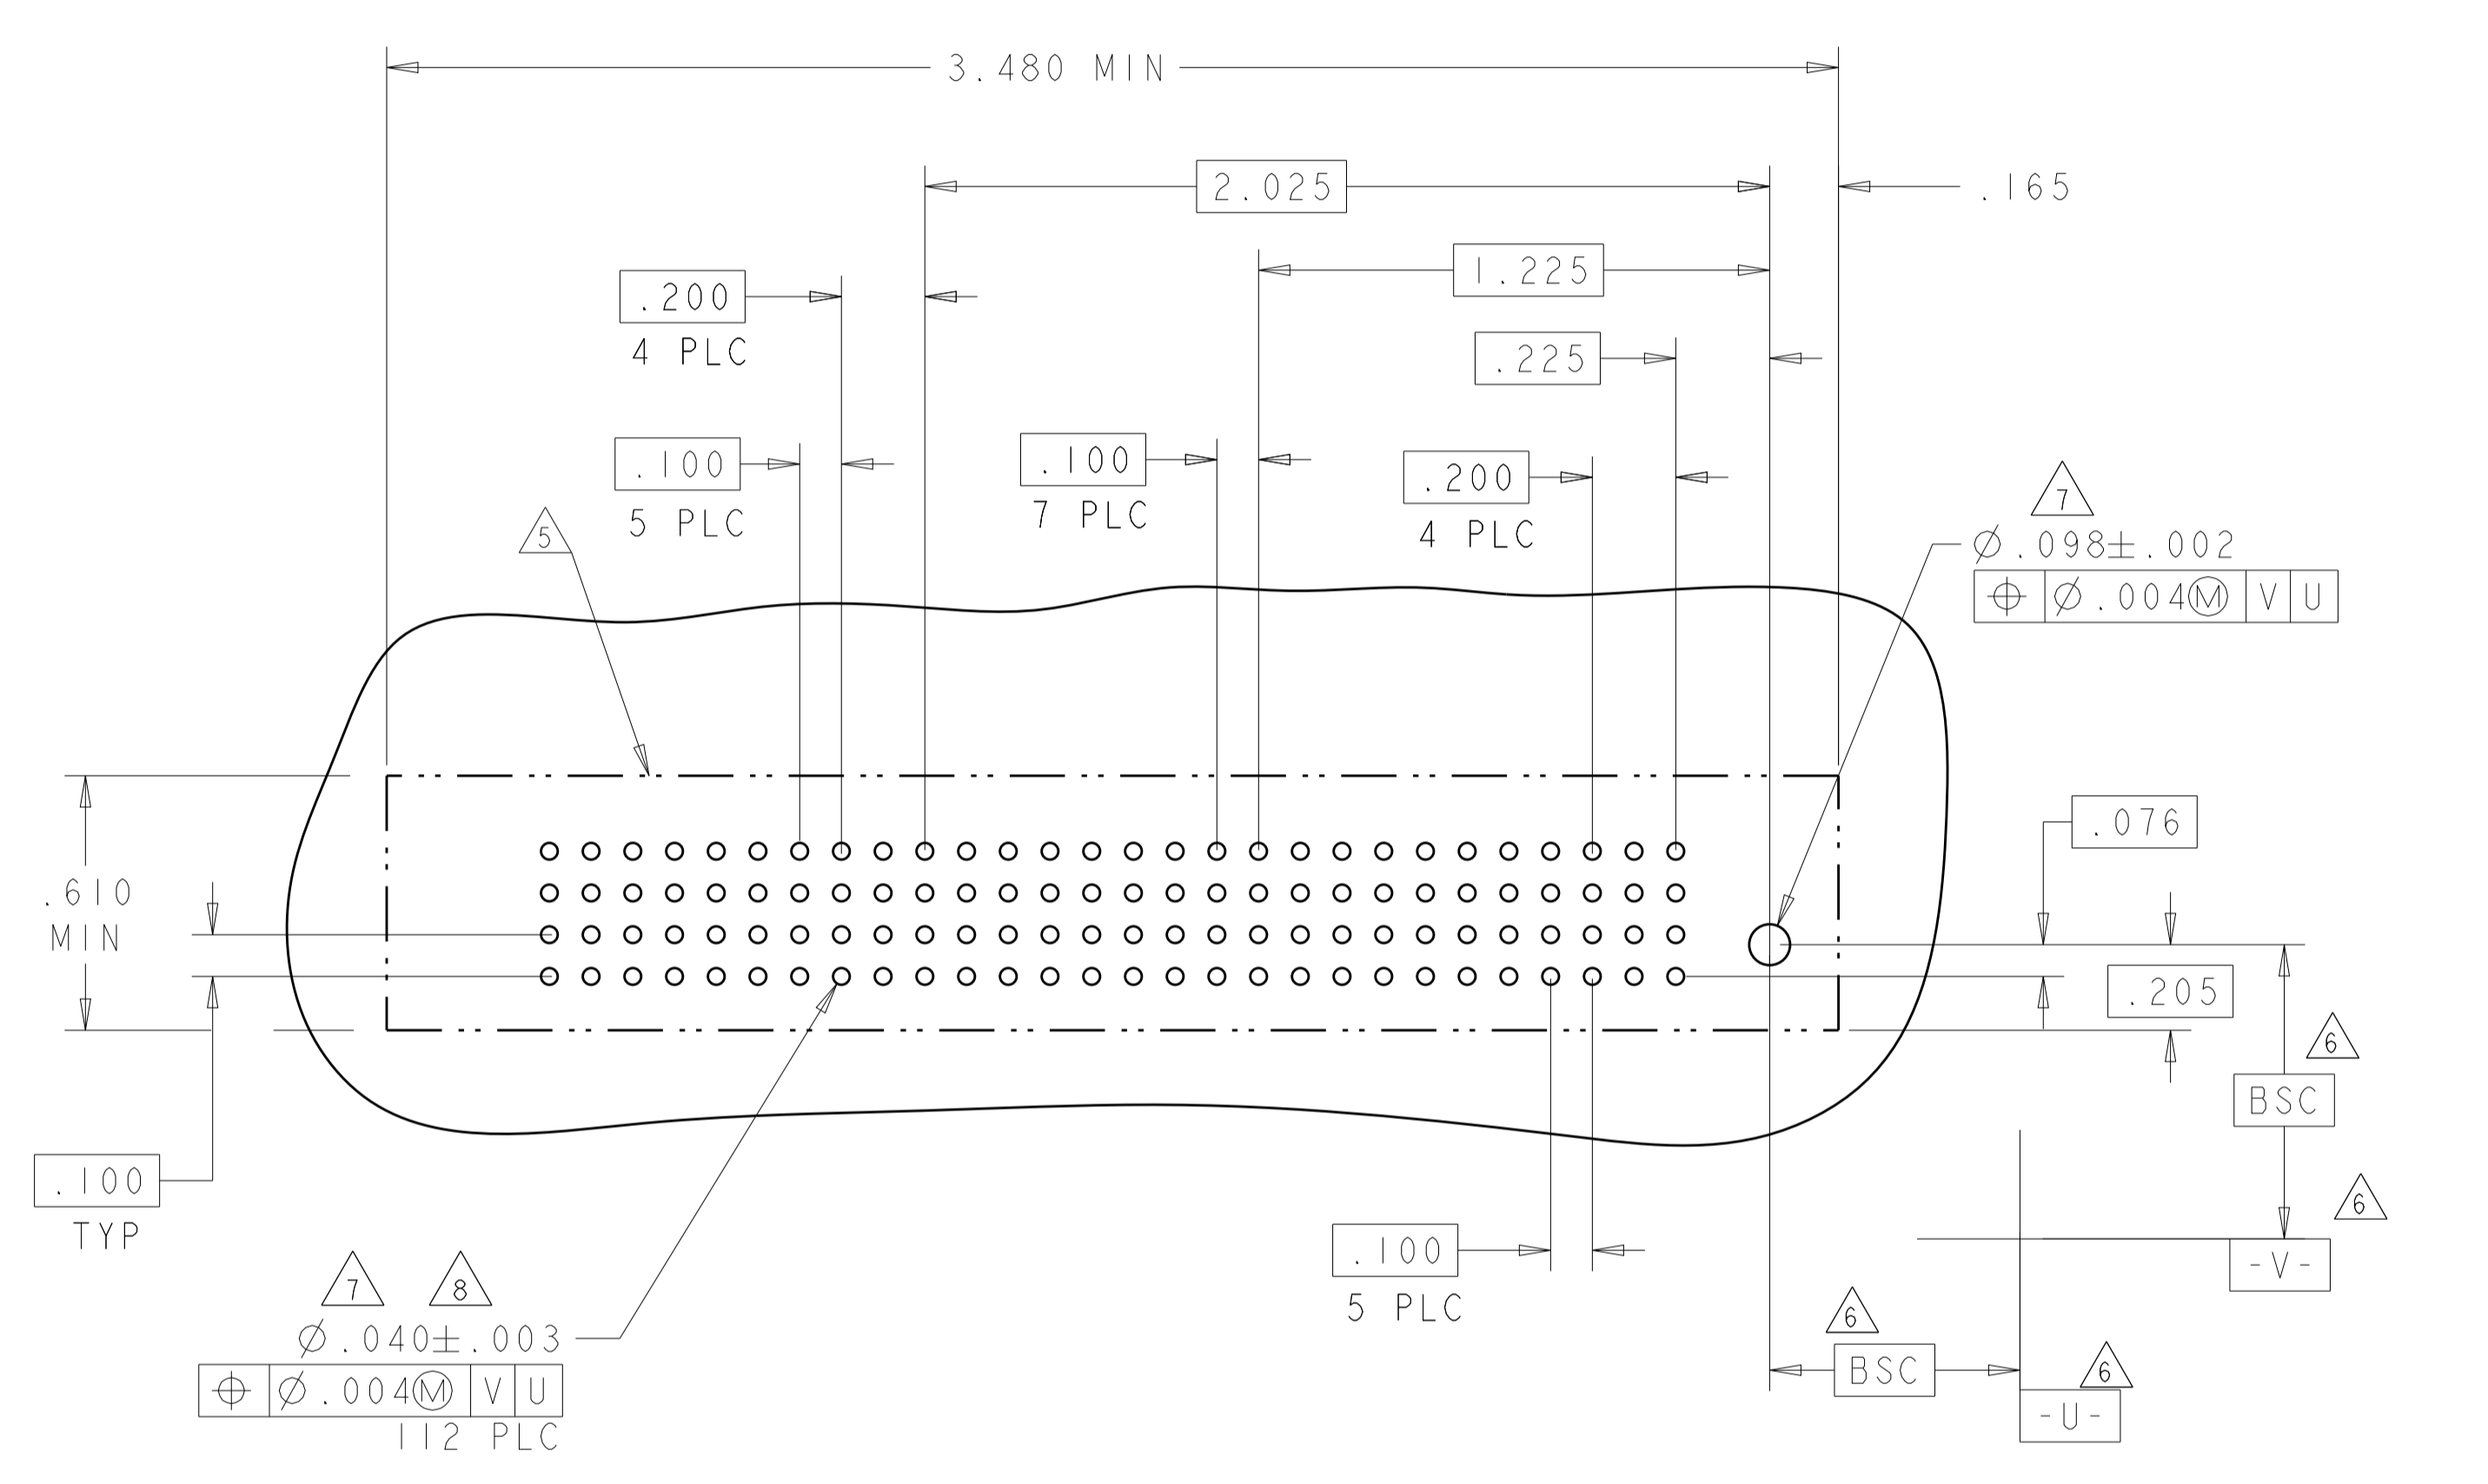 3.480 MIN
2.025
.165
1.225
.200
4 PLC
.225
.100
5 PLC
.100
7 PLC
.200
4 PLC
5
7
⌀.098±.002
⌖ ⌀.004Ⓜ V U
.076
.610
MIN
.205
6
BSC
.100
TYP
6
-V-
.100
5 PLC
7 8
⌀.040±.003
⌖ ⌀.004Ⓜ V U
112 PLC
6
BSC
6
-U-